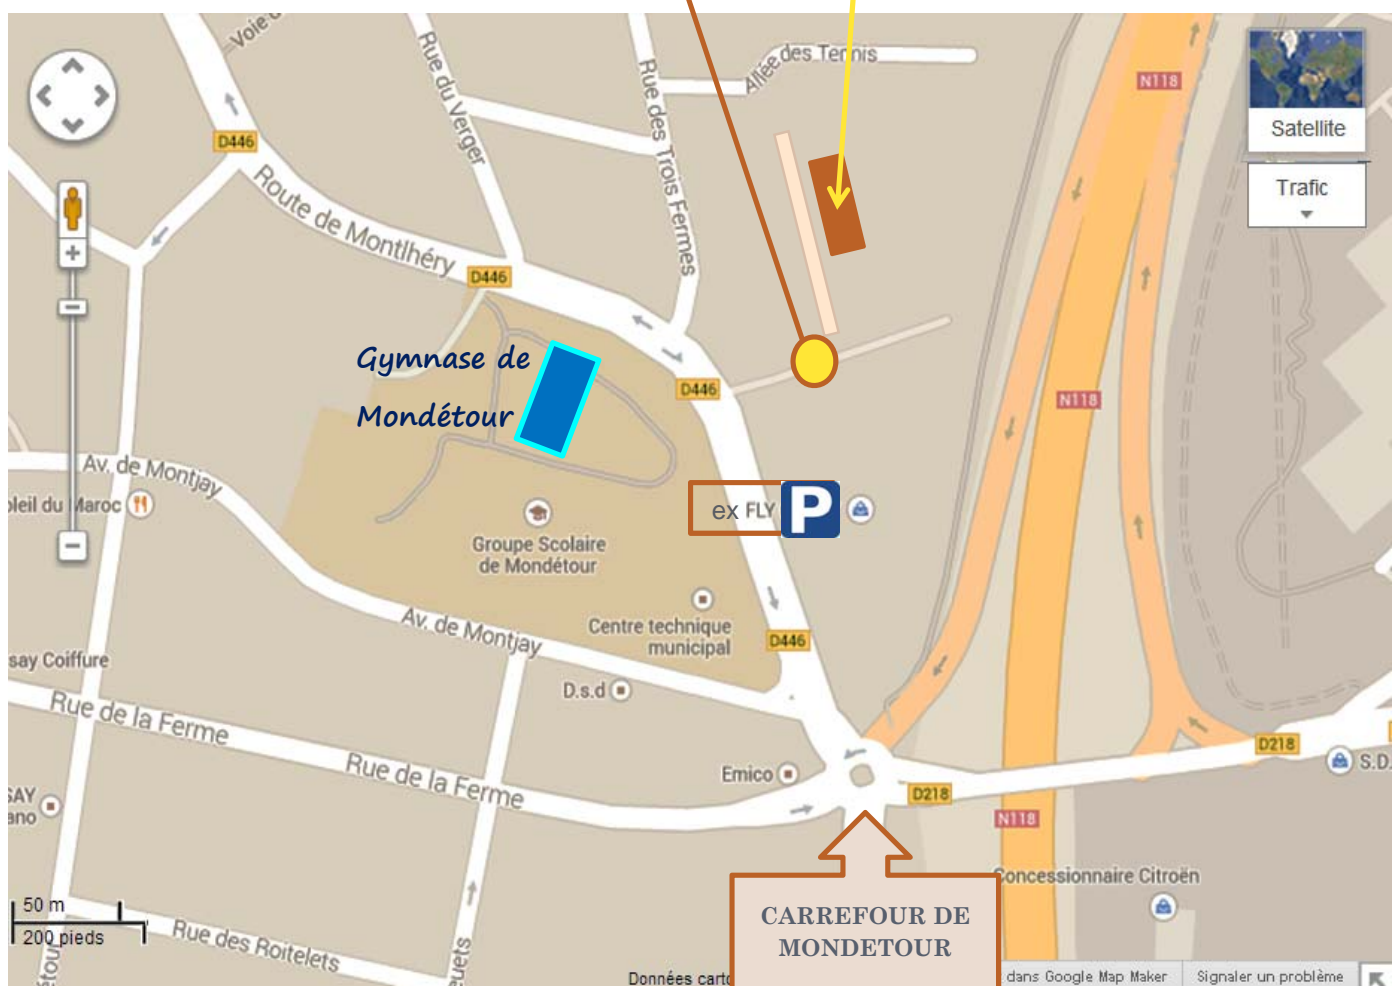 Voie d
Rue du Verger
Rue des Trois Fermes
Allée des Tennis
N118
Satellite
Trafic
D446
Route de Montlhéry
D446
Gymnase de
Mondétour
D446
N118
Av. de Montjay
oleil du Maroc
ex FLY
P
Groupe Scolaire
de Mondétour
Centre technique
municipal
D446
Av. de Montjay
say Coiffure
D.s.d
Rue de la Ferme
Rue de la Ferme
Emico
D218
D218
S.D.
SAY
ano
N118
Concessionnaire Citroën
CARREFOUR DE
MONDETOUR
50 m
200 pieds
Rue des Roitelets
étour
uets
Données carto
dans Google Map Maker
Signaler un problème